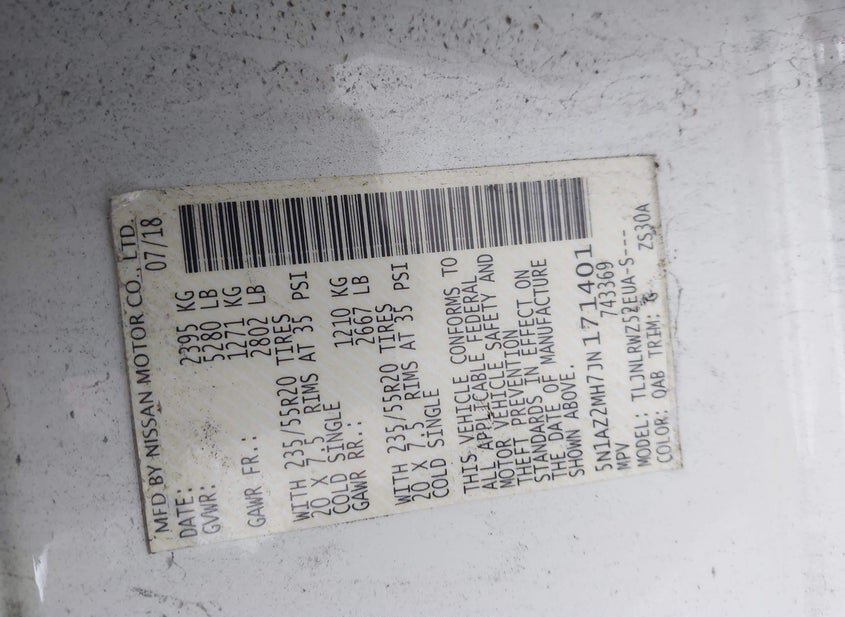 MFD BY NISSAN MOTOR CO., LTD.
DATE: 07/18
GVWR: 2395 KG
5280 LB
GAWR FR.: 1271 KG
2802 LB
WITH 235/55R20 TIRES
20 X 7.5 RIMS AT 35 PSI
COLD SINGLE
GAWR RR.: 1210 KG
2667 LB
WITH 235/55R20 TIRES
20 X 7.5 RIMS AT 35 PSI
COLD SINGLE
THIS VEHICLE CONFORMS TO
ALL APPLICABLE FEDERAL
MOTOR VEHICLE SAFETY AND
THEFT PREVENTION
STANDARDS IN EFFECT ON
THE DATE OF MANUFACTURE
SHOWN ABOVE.
5N1AZ2MH7JN171401
MPV 743369
MODEL: TLJNLRWZ52EUA-S---
COLOR: QAB TRIM: G ZS30A